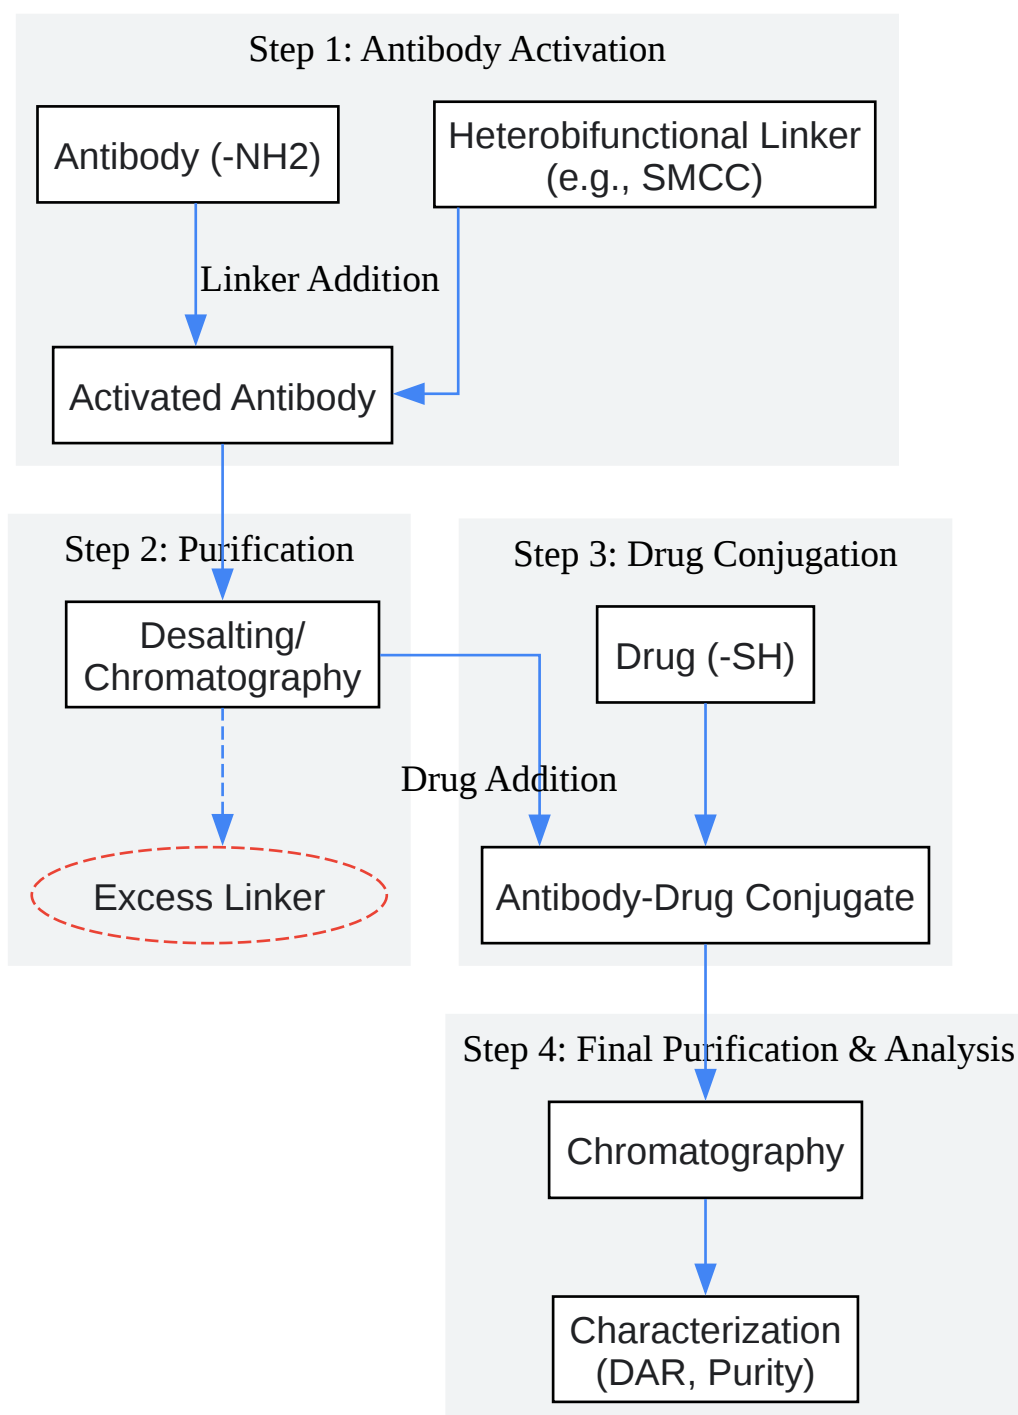 Step 1: Antibody Activation
Antibody (-NH2)
Heterobifunctional Linker
(e.g., SMCC)
Linker Addition
Activated Antibody
Step 2: Purification
Desalting/
Chromatography
Excess Linker
Step 3: Drug Conjugation
Drug (-SH)
Drug Addition
Antibody-Drug Conjugate
Step 4: Final Purification & Analysis
Chromatography
Characterization
(DAR, Purity)